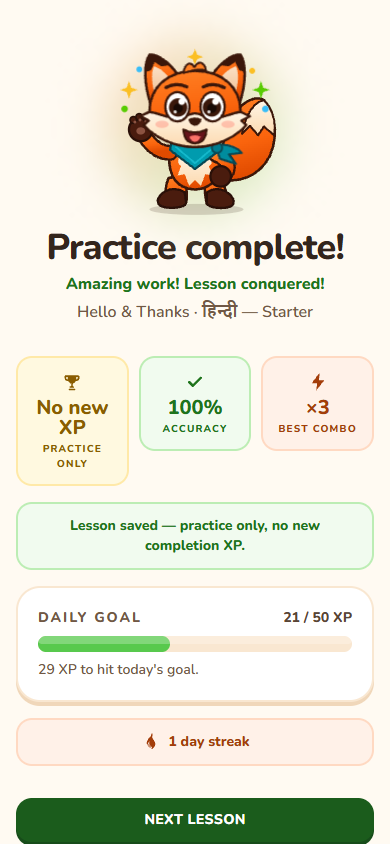 Practice complete!
Amazing work! Lesson conquered!
Hello & Thanks · हिन्दी — Starter
No new
XP
PRACTICE
ONLY
100%
ACCURACY
×3
BEST COMBO
Lesson saved — practice only, no new
completion XP.
DAILY GOAL
21 / 50 XP
29 XP to hit today's goal.
1 day streak
NEXT LESSON